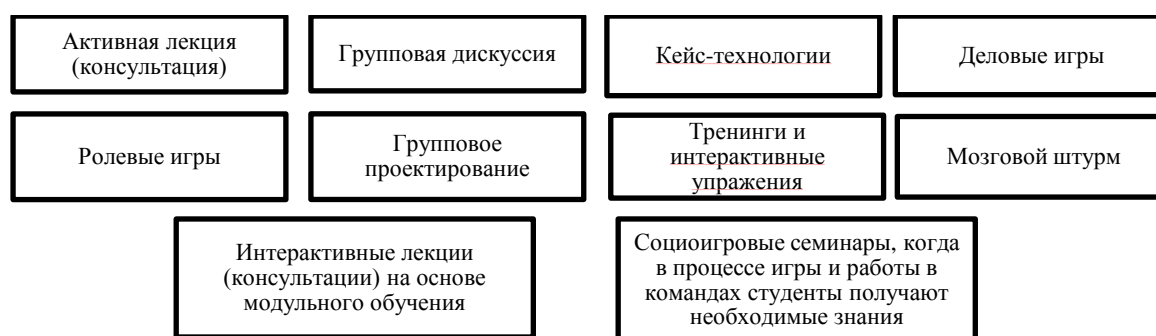 Активная лекция
(консультация)
Групповая дискуссия
Кейс-технологии
Деловые игры
Ролевые игры
Групповое
проектирование
Тренинги и
интерактивные
упражения
Мозговой штурм
Интерактивные лекции
(консультации) на основе
модульного обучения
Социоигровые семинары, когда
в процессе игры и работы в
командах студенты получают
необходимые знания